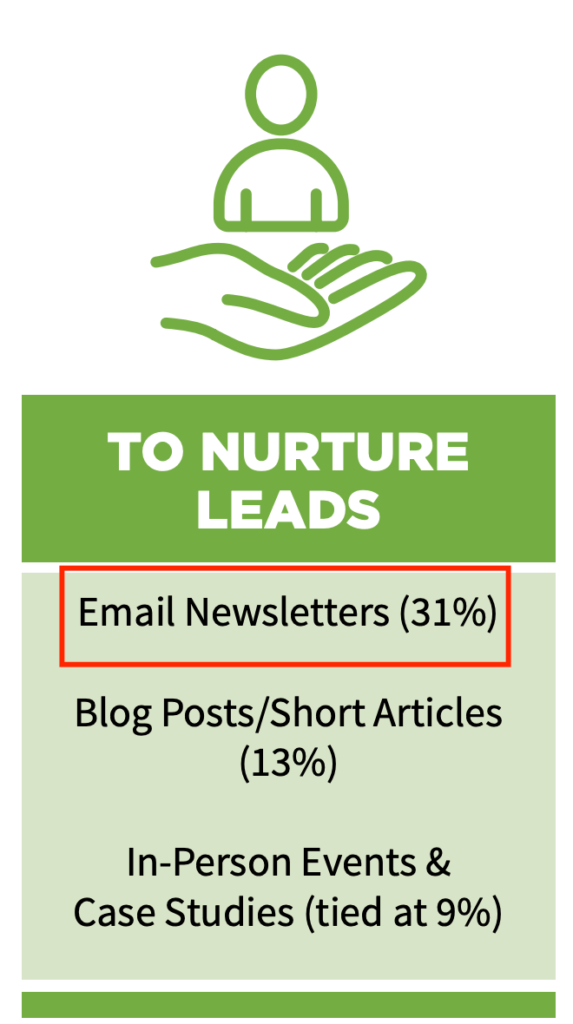 TO NURTURE
LEADS
Email Newsletters (31%)
Blog Posts/Short Articles
(13%)
In-Person Events &
Case Studies (tied at 9%)